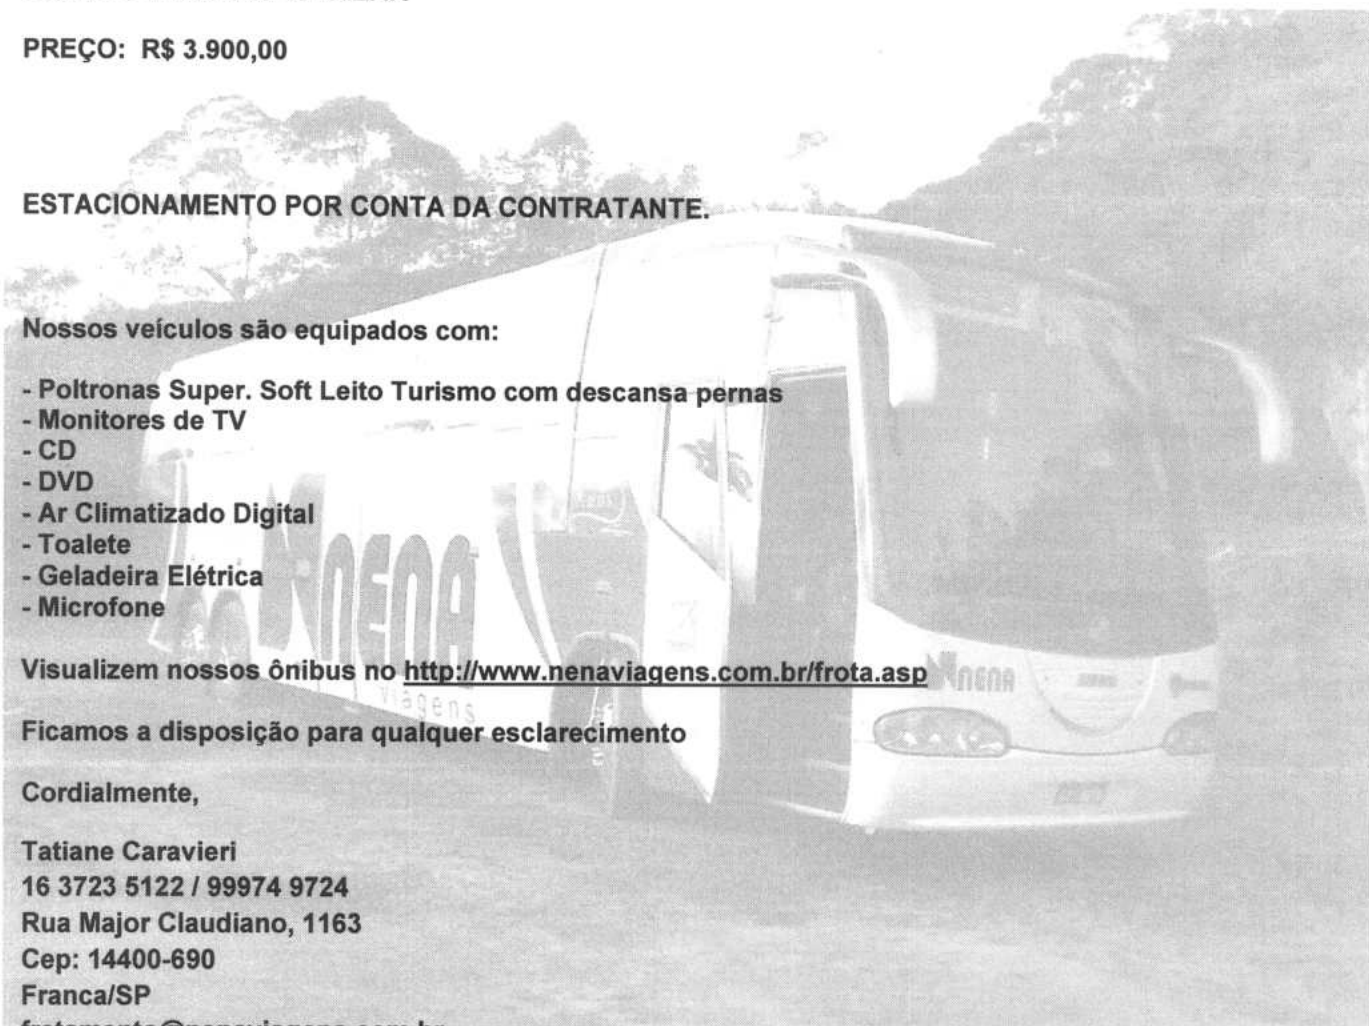 PREÇO: R$ 3.900,00
ESTACIONAMENTO POR CONTA DA CONTRATANTE.
Nossos veículos são equipados com:
- Poltronas Super. Soft Leito Turismo com descansa pernas
- Monitores de TV
- CD
- DVD
- Ar Climatizado Digital
- Toalete
- Geladeira Elétrica
- Microfone
NENA
viagens
Visualizem nossos ônibus no http://www.nenaviagens.com.br/frota.asp
NENA
Ficamos a disposição para qualquer esclarecimento
Cordialmente,
Tatiane Caravieri
16 3723 5122 / 99974 9724
Rua Major Claudiano, 1163
Cep: 14400-690
Franca/SP